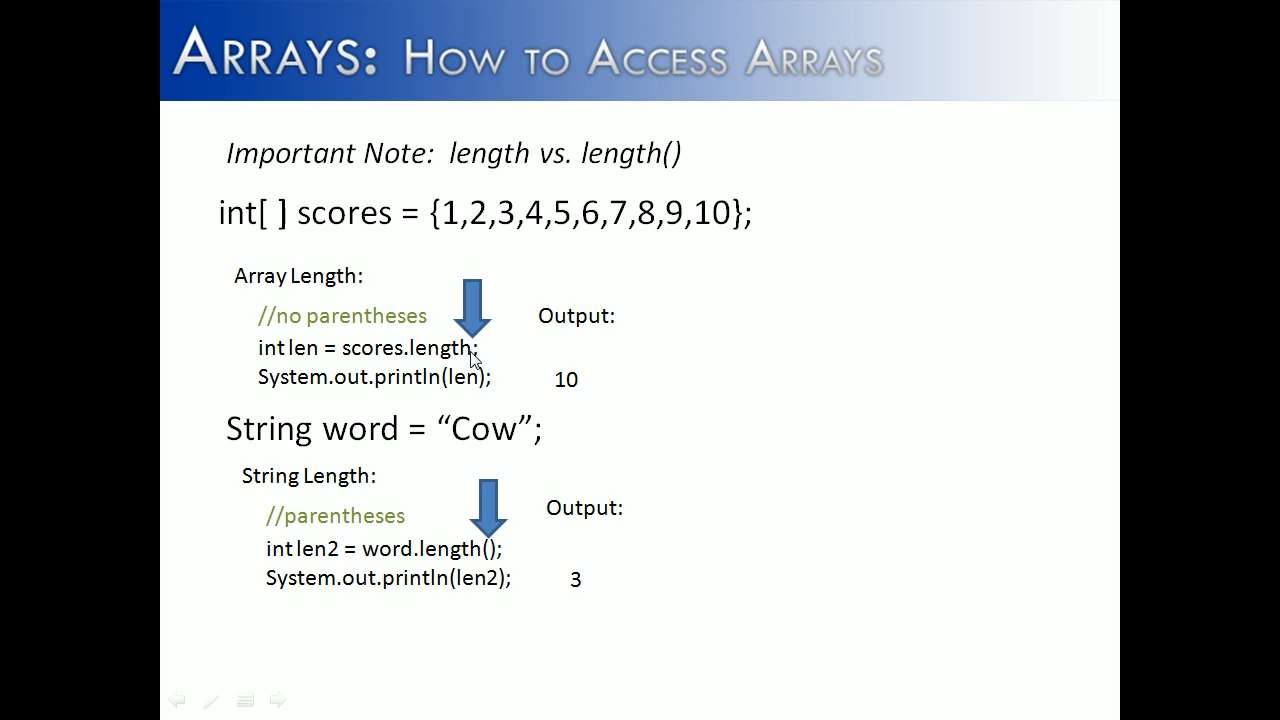 ARRAYS: HOW TO ACCESS ARRAYS
Important Note: length vs. length()
int[ ] scores = {1,2,3,4,5,6,7,8,9,10};
Array Length:
//no parentheses
Output:
int len = scores.length;
System.out.println(len);
10
String word = “Cow”;
String Length:
//parentheses
Output:
int len2 = word.length();
System.out.println(len2);
3